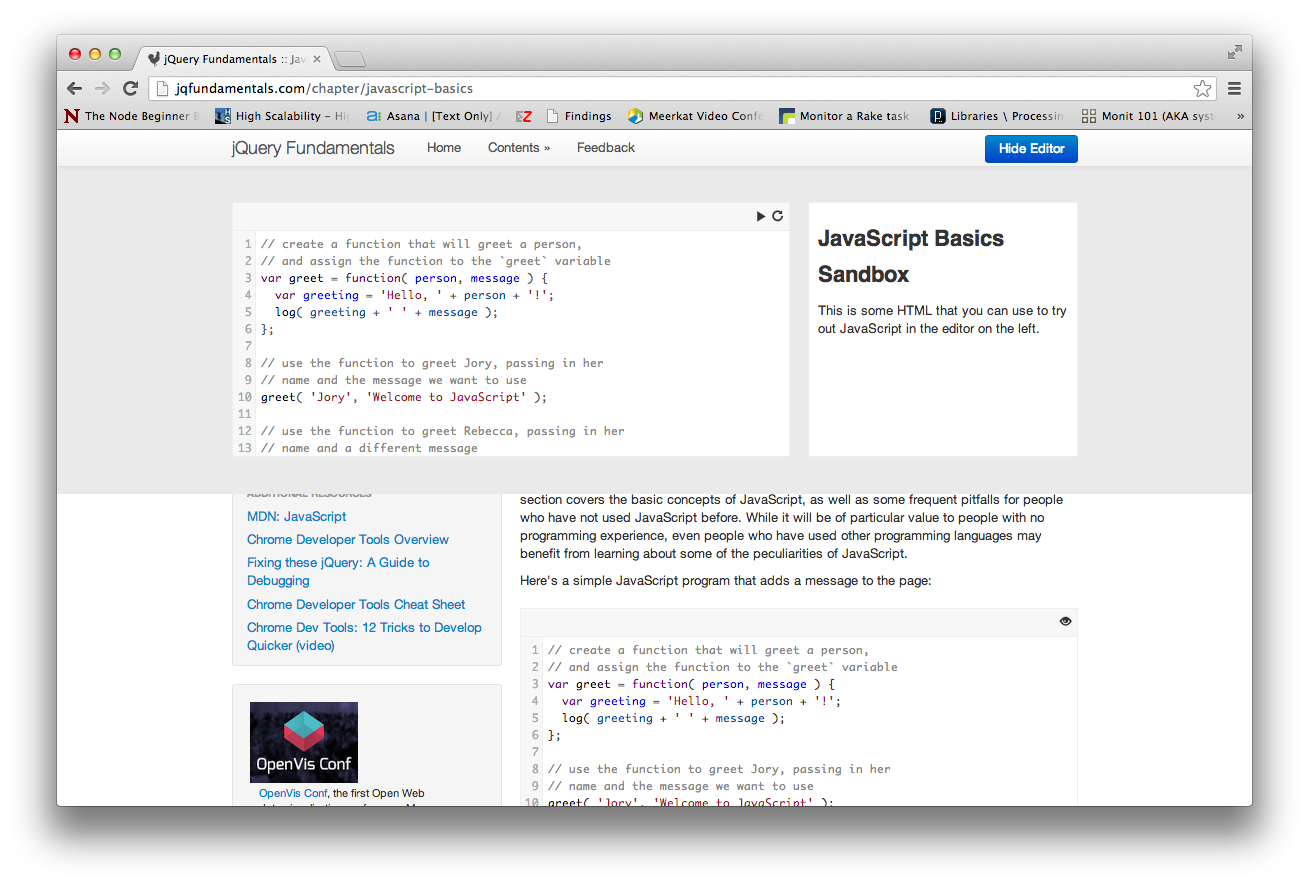 jQuery Fundamentals :: Jav
jqfundamentals.com/chapter/javascript-basics
The Node Beginner
High Scalability – Hig
Asana | [Text Only]
EZ
Findings
Meerkat Video Confe
Monitor a Rake task
Libraries \ Processin
Monit 101 (AKA syst
»
jQuery Fundamentals
Home
Contents »
Feedback
Hide Editor
1 // create a function that will greet a person,
2 // and assign the function to the `greet` variable
3 var greet = function( person, message ) {
4   var greeting = 'Hello, ' + person + '!';
5   log( greeting + ' ' + message );
6 };
7
8 // use the function to greet Jory, passing in her
9 // name and the message we want to use
10 greet( 'Jory', 'Welcome to JavaScript' );
11
12 // use the function to greet Rebecca, passing in her
13 // name and a different message
JavaScript Basics
Sandbox
This is some HTML that you can use to try
out JavaScript in the editor on the left.
ADDITIONAL RESOURCES
MDN: JavaScript
Chrome Developer Tools Overview
Fixing these jQuery: A Guide to
Debugging
Chrome Developer Tools Cheat Sheet
Chrome Dev Tools: 12 Tricks to Develop
Quicker (video)
OpenVis Conf
OpenVis Conf, the first Open Web
section covers the basic concepts of JavaScript, as well as some frequent pitfalls for people
who have not used JavaScript before. While it will be of particular value to people with no
programming experience, even people who have used other programming languages may
benefit from learning about some of the peculiarities of JavaScript.
Here's a simple JavaScript program that adds a message to the page:
1 // create a function that will greet a person,
2 // and assign the function to the `greet` variable
3 var greet = function( person, message ) {
4   var greeting = 'Hello, ' + person + '!';
5   log( greeting + ' ' + message );
6 };
7
8 // use the function to greet Jory, passing in her
9 // name and the message we want to use
10 greet( 'Jory', 'Welcome to JavaScript' );